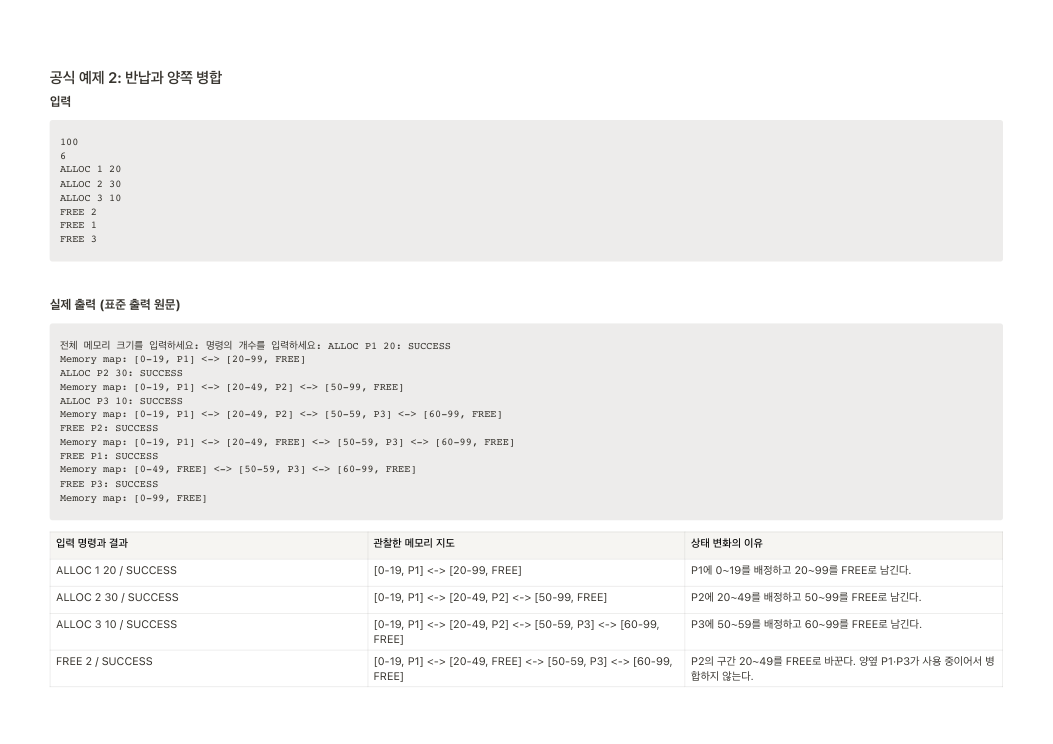 공식 예제 2: 반납과 양쪽 병합
입력
100
6
ALLOC 1 20
ALLOC 2 30
ALLOC 3 10
FREE 2
FREE 1
FREE 3
실제 출력 (표준 출력 원문)
전체 메모리 크기를 입력하세요: 명령의 개수를 입력하세요: ALLOC P1 20: SUCCESS
Memory map: [0-19, P1] <-> [20-99, FREE]
ALLOC P2 30: SUCCESS
Memory map: [0-19, P1] <-> [20-49, P2] <-> [50-99, FREE]
ALLOC P3 10: SUCCESS
Memory map: [0-19, P1] <-> [20-49, P2] <-> [50-59, P3] <-> [60-99, FREE]
FREE P2: SUCCESS
Memory map: [0-19, P1] <-> [20-49, FREE] <-> [50-59, P3] <-> [60-99, FREE]
FREE P1: SUCCESS
Memory map: [0-49, FREE] <-> [50-59, P3] <-> [60-99, FREE]
FREE P3: SUCCESS
Memory map: [0-99, FREE]
입력 명령과 결과 관찰한 메모리 지도 상태 변화의 이유
ALLOC 1 20 / SUCCESS [0-19, P1] <-> [20-99, FREE] P1에 0~19를 배정하고 20~99를 FREE로 남긴다.
ALLOC 2 30 / SUCCESS [0-19, P1] <-> [20-49, P2] <-> [50-99, FREE] P2에 20~49를 배정하고 50~99를 FREE로 남긴다.
ALLOC 3 10 / SUCCESS [0-19, P1] <-> [20-49, P2] <-> [50-59, P3] <-> [60-99, P3에 50~59를 배정하고 60~99를 FREE로 남긴다.
FREE]
FREE 2 / SUCCESS [0-19, P1] <-> [20-49, FREE] <-> [50-59, P3] <-> [60-99, P2의 구간 20~49를 FREE로 바꾼다. 양옆 P1·P3가 사용 중이어서 병
FREE] 합하지 않는다.